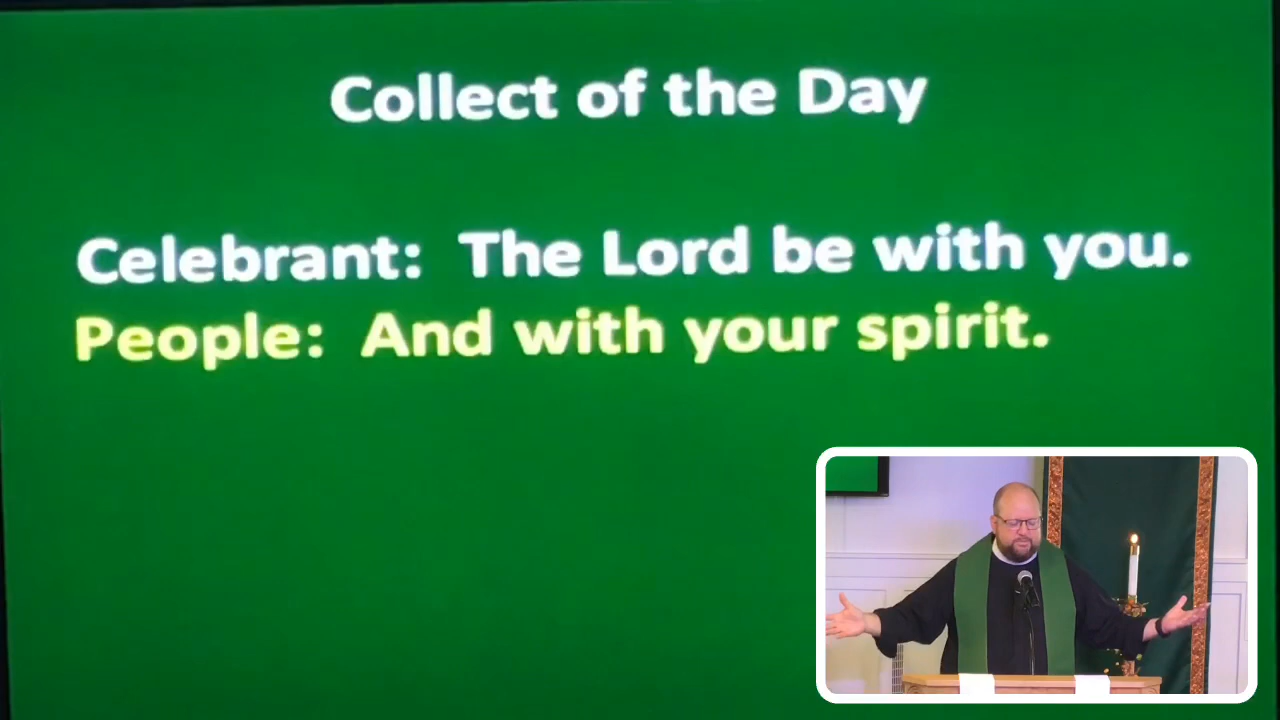 Collect of the Day
Celebrant: The Lord be with you.
People: And with your spirit.